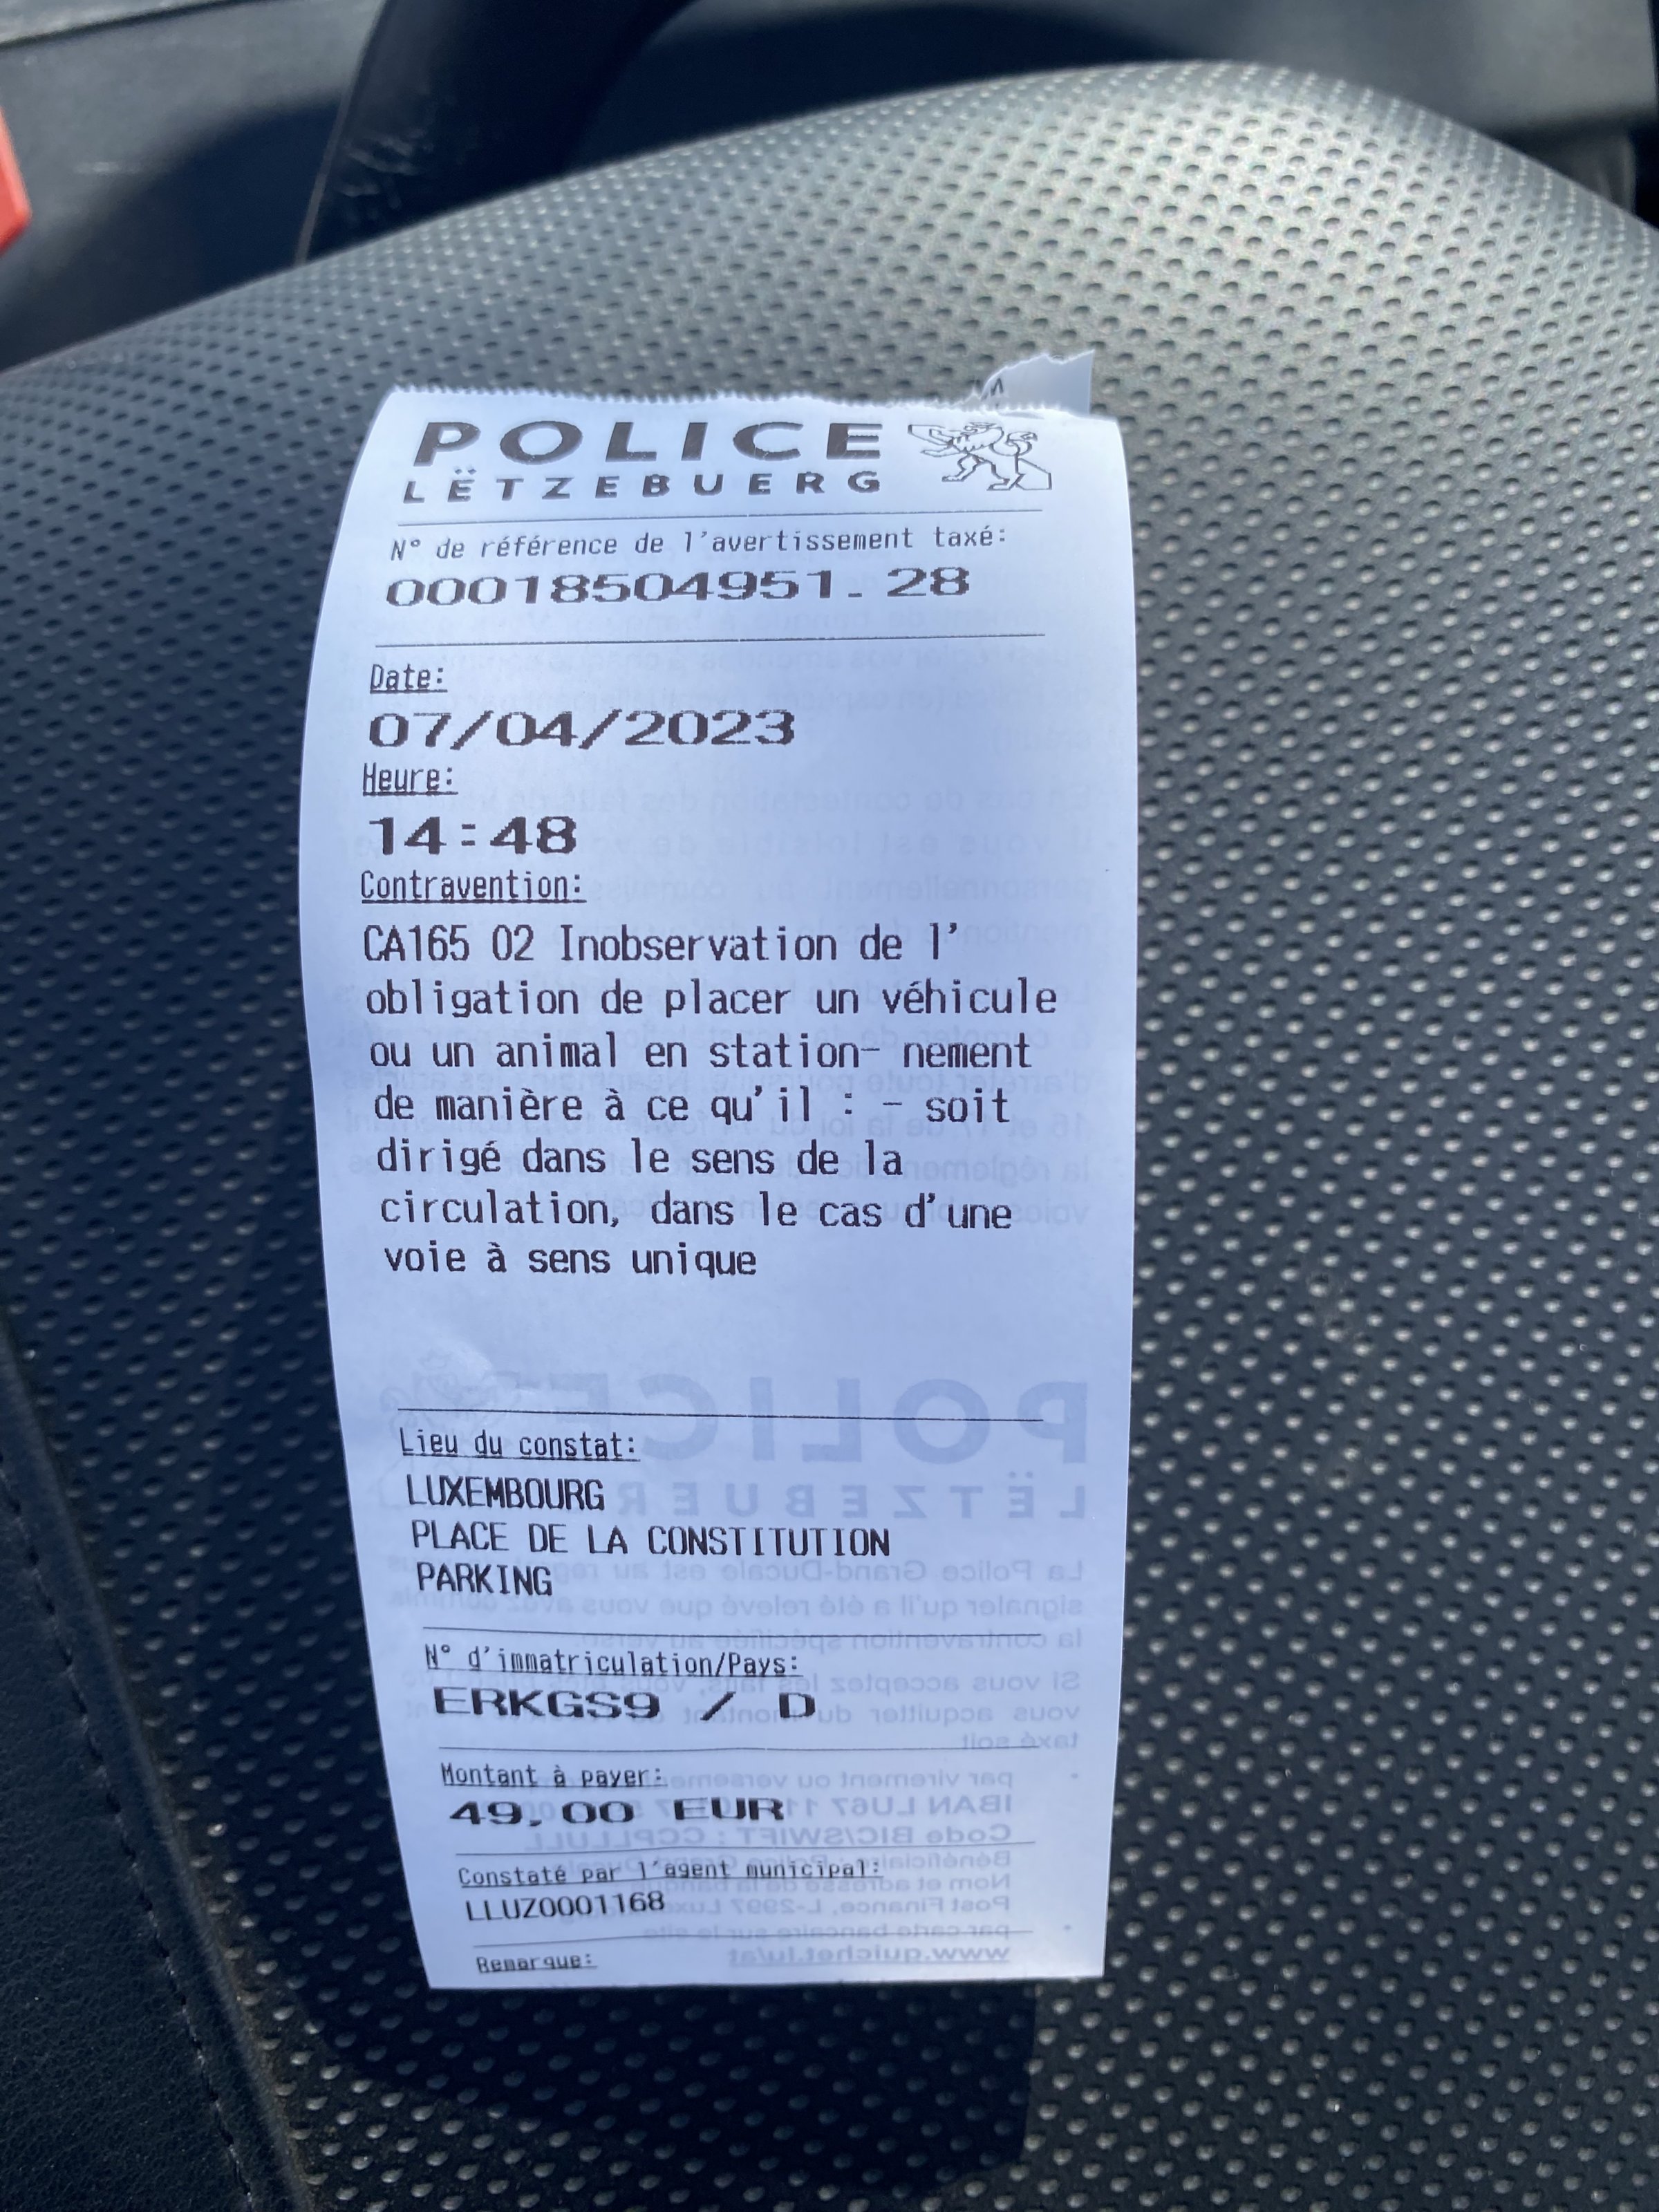 POLICE
LËTZEBUERG
N° de référence de l'avertissement taxé:
00018504951.28
Date:
07/04/2023
Heure:
14:48
Contravention:
CA165 02 Inobservation de l'
obligation de placer un véhicule
ou un animal en station- nement
de manière à ce qu'il : - soit
dirigé dans le sens de la
circulation, dans le cas d'une
voie à sens unique
Lieu du constat:
LUXEMBOURG
PLACE DE LA CONSTITUTION
PARKING
N° d'immatriculation/Pays:
ERKGS9 / D
Montant à payer:
49,00 EUR
Constaté par l'agent municipal:
LLUZ0001168
Remarque: